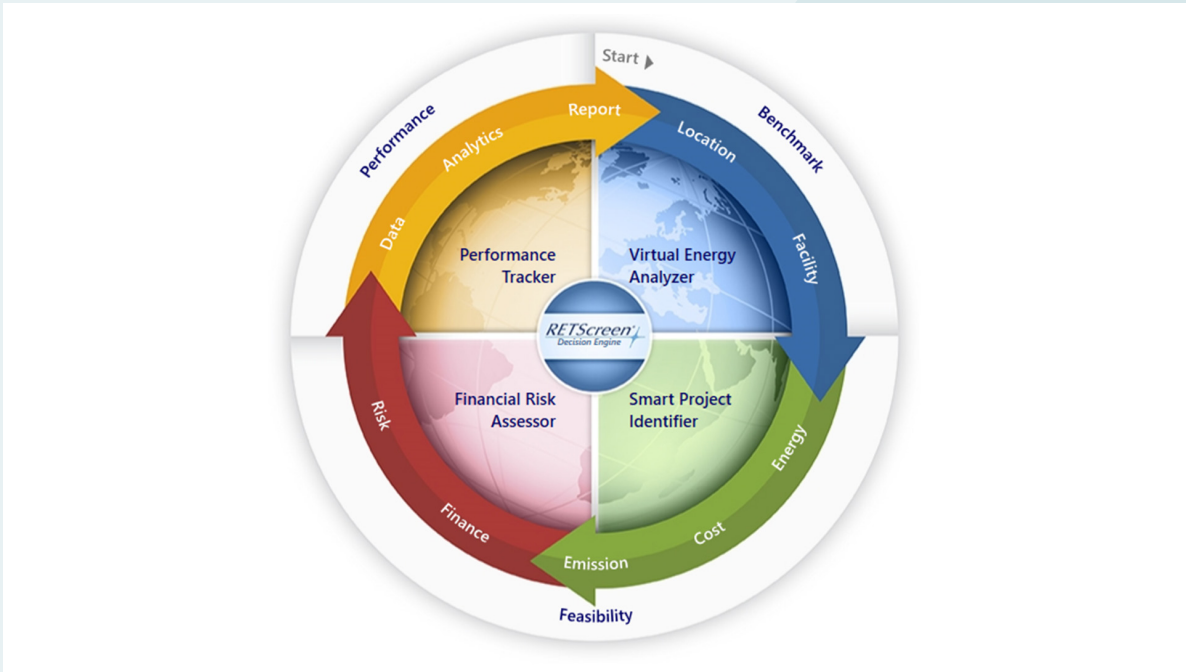 Start
Benchmark
Location
Facility
Energy
Cost
Emission
Feasibility
Finance
Risk
Data
Analytics
Report
Performance
Performance
Tracker
Virtual Energy
Analyzer
RETScreen®
Decision Engine
Financial Risk
Assessor
Smart Project
Identifier